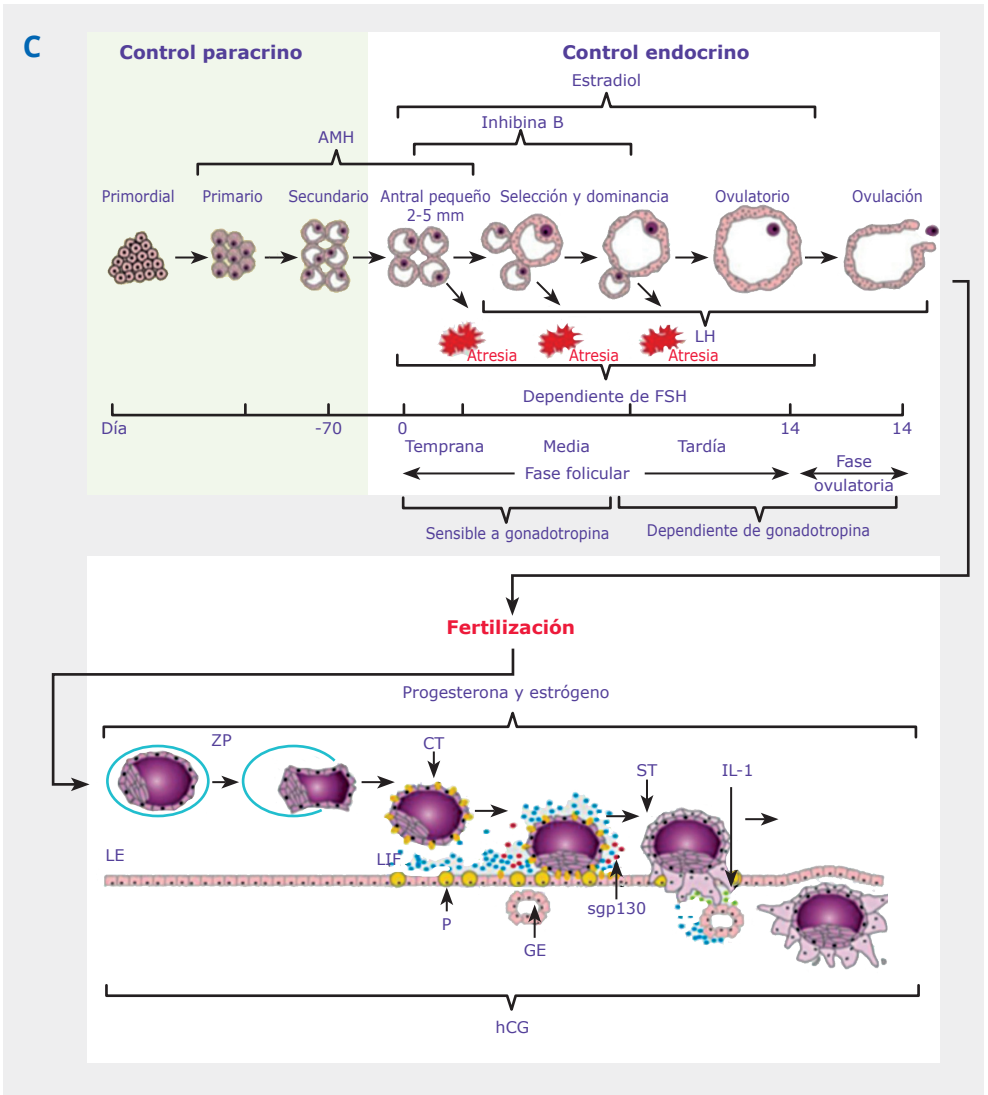 C
Control paracrino
Control endocrino
Estradiol
Inhibina B
AMH
Primordial
Primario
Secundario
Antral pequeño
2-5 mm
Selección y dominancia
Ovulatorio
Ovulación
LH
Atresia
Atresia
Atresia
Dependiente de FSH
Día
-70
0
14
14
Temprana
Media
Tardía
Fase folicular
Fase
ovulatoria
Sensible a gonadotropina
Dependiente de gonadotropina
Fertilización
Progesterona y estrógeno
ZP
CT
ST
IL-1
LE
LIF
P
GE
sgp130
hCG